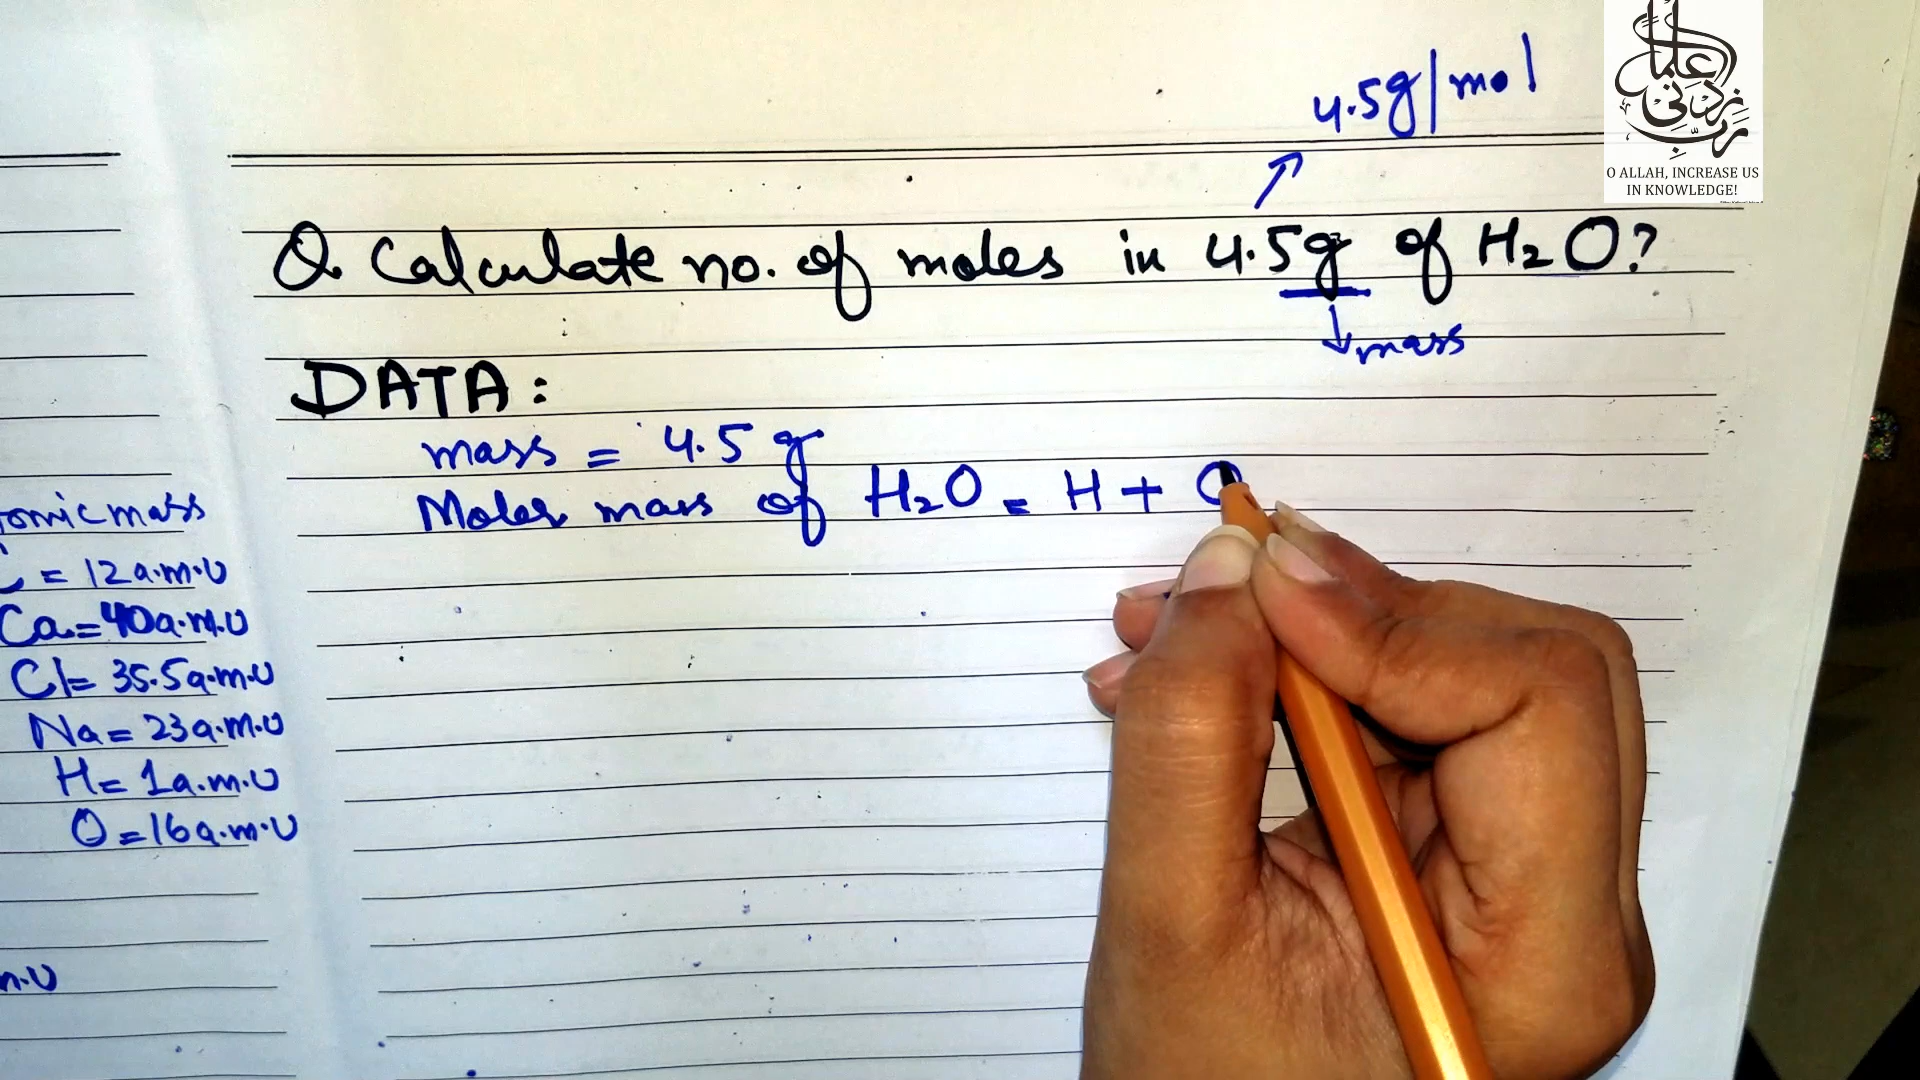 4.5g/mol
رَبِّ زِدْنِي عِلْمًا
O ALLAH, INCREASE US
IN KNOWLEDGE!
Q. Calculate no. of moles in 4.5g of H₂O?
mass
DATA:
mass = 4.5 g
Molar mass of H₂O = H + O
omic mass
C = 12a.m.U
Ca = 40a.m.U
Cl = 35.5a.m.U
Na = 23a.m.U
H = 1a.m.U
O = 16a.m.U
m.U